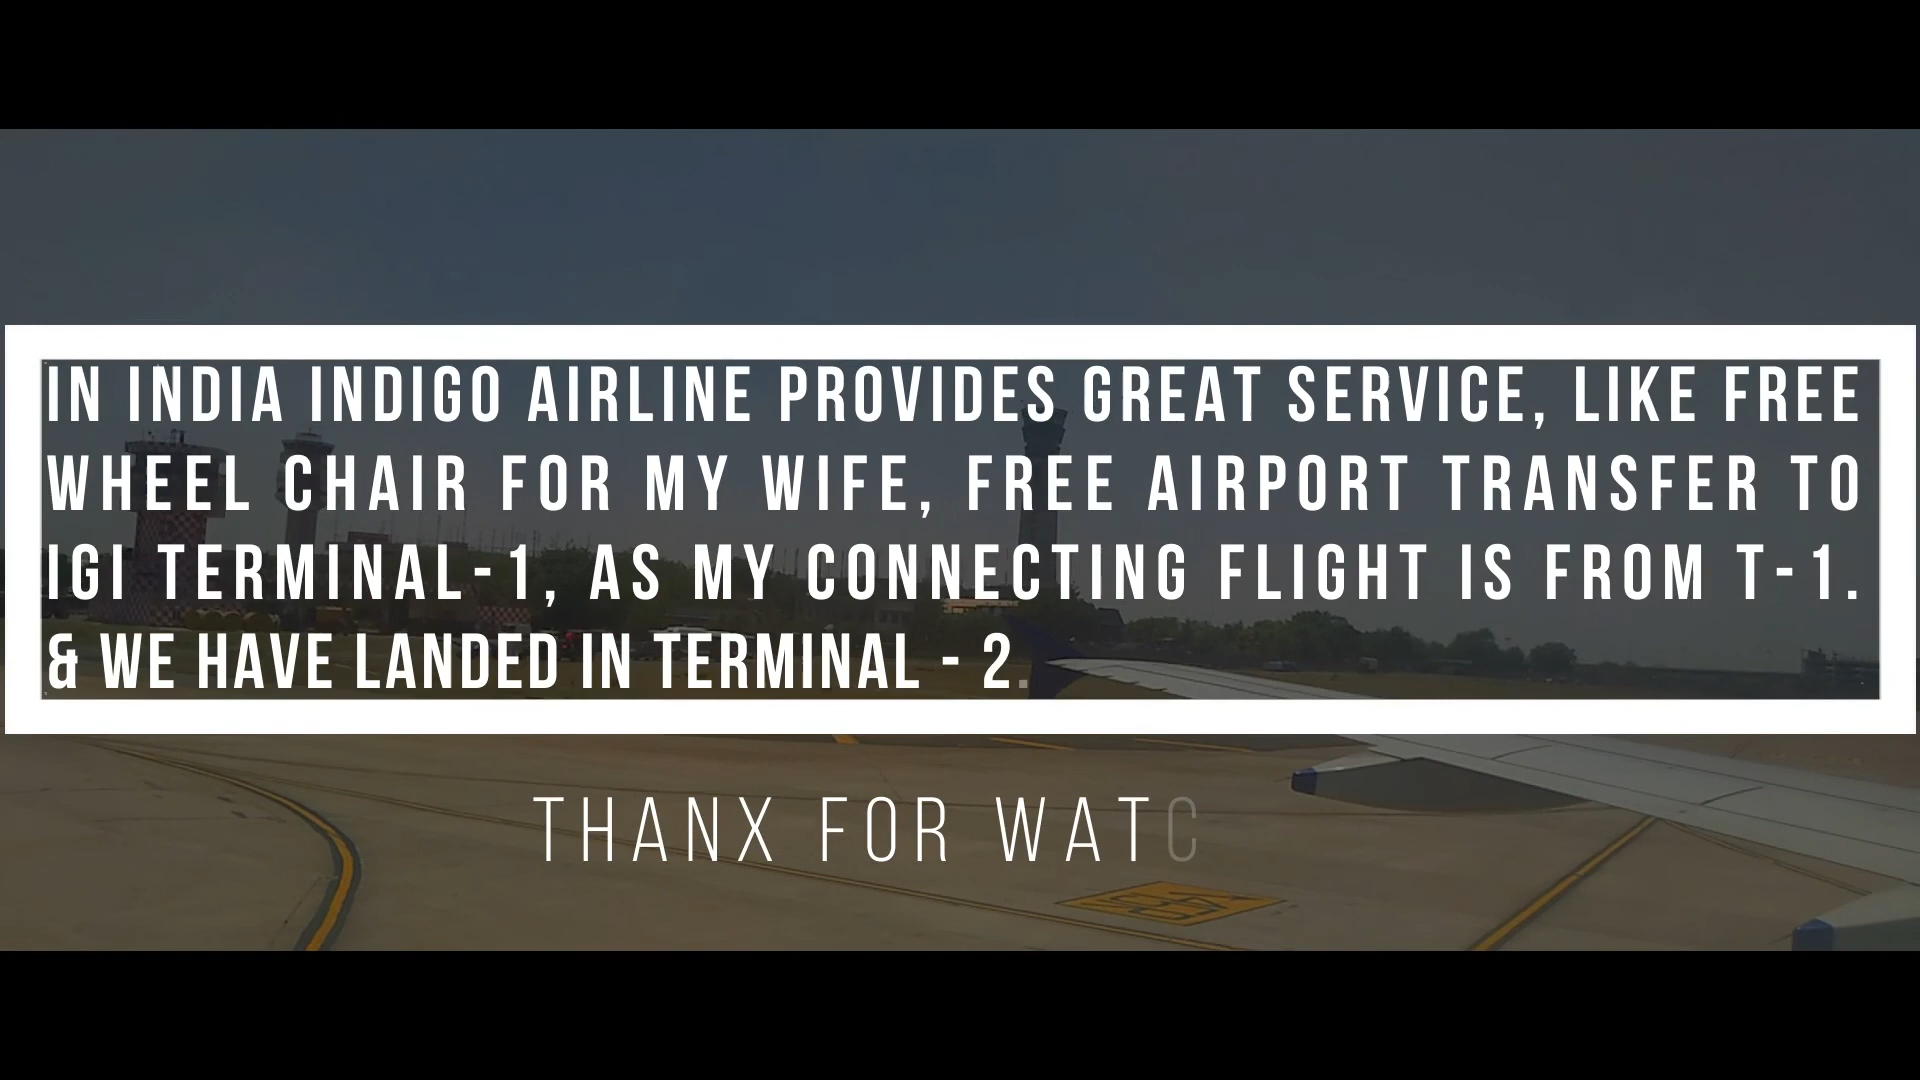 IN INDIA INDIGO AIRLINE PROVIDES GREAT SERVICE, LIKE FREE
WHEEL CHAIR FOR MY WIFE, FREE AIRPORT TRANSFER TO
IGI TERMINAL-1, AS MY CONNECTING FLIGHT IS FROM T-1.
& WE HAVE LANDED IN TERMINAL - 2.
THANX FOR WATC